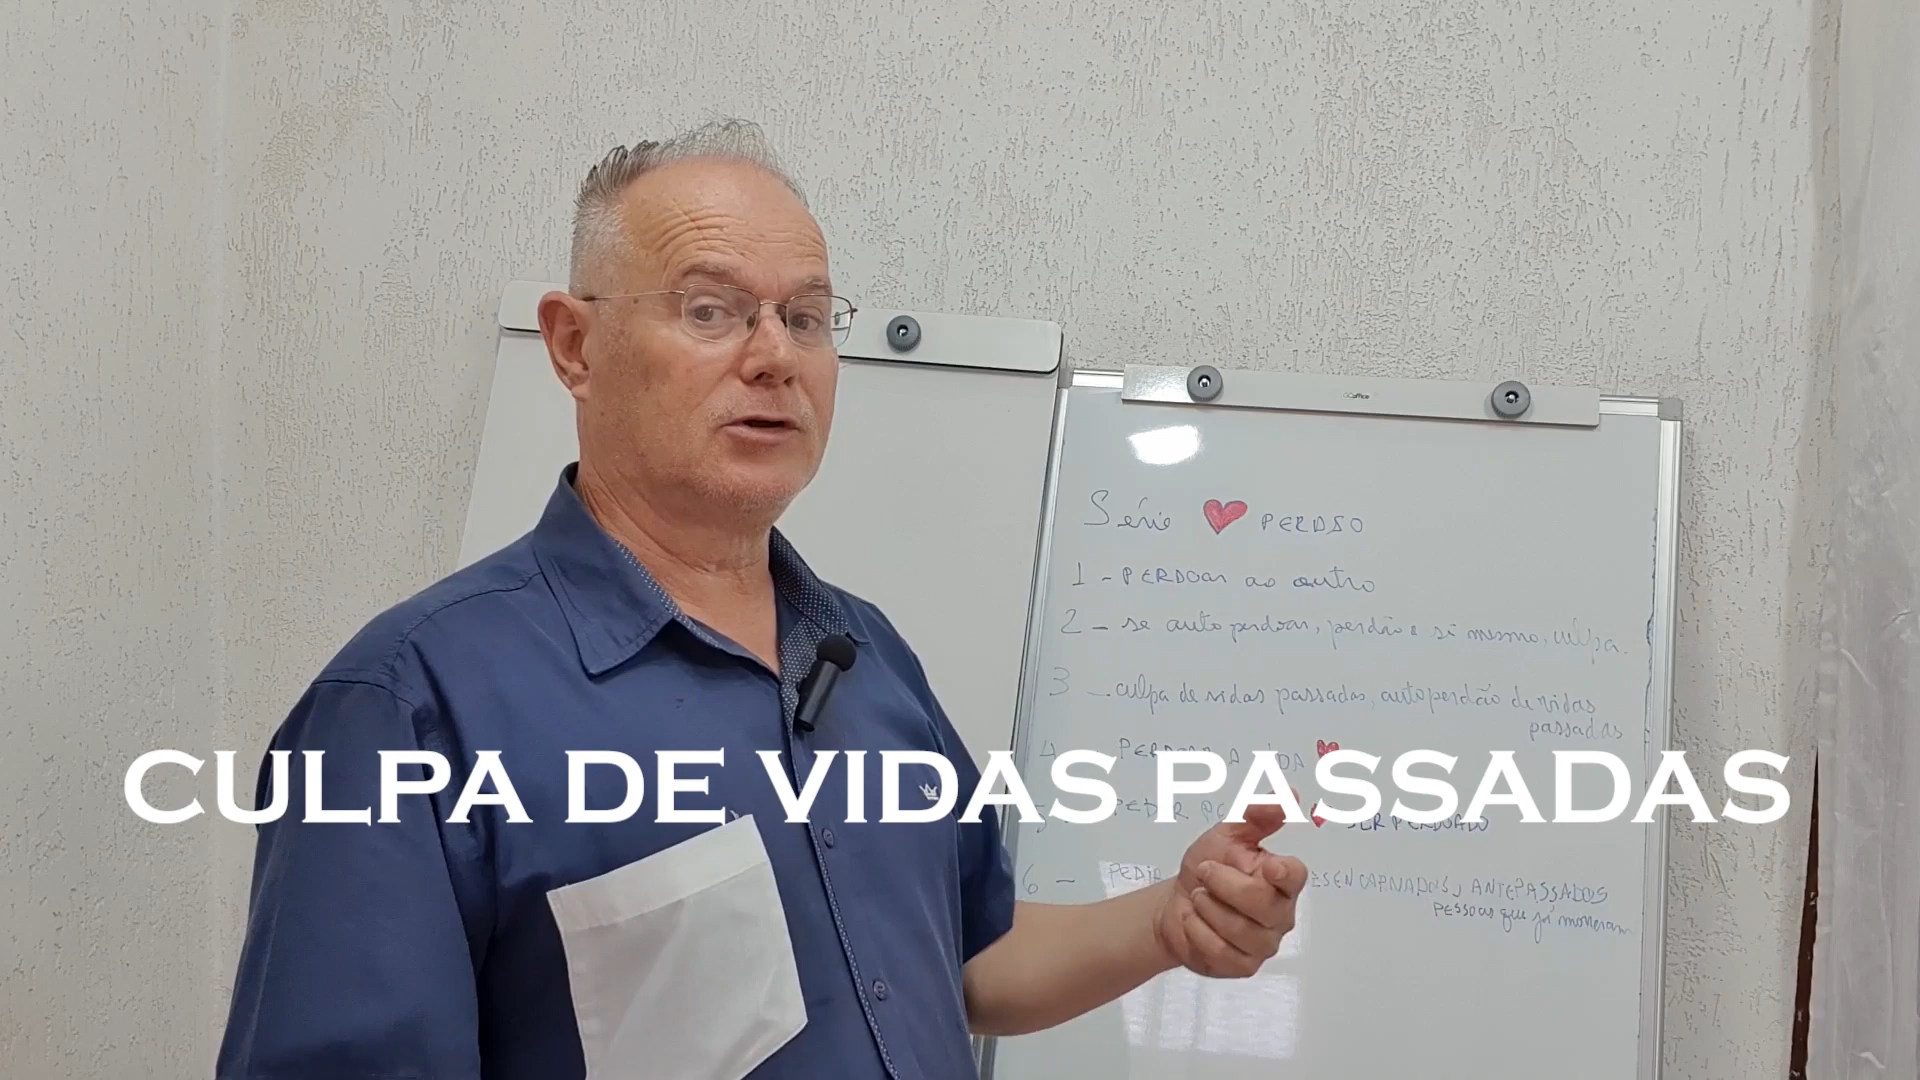 GCoffice
Série PERDÃO
1 - PERDOAR ao outro
2 - se auto perdoar, perdão a si mesmo, culpa.
3 - culpa de vidas passadas, autoperdão de vidas
passadas
4 - VIDA
CULPA DE VIDAS PASSADAS
5 - PEDIR SER PERDOADO
6 - PEDIR DESENCARNADOS, ANTEPASSADOS
PESSOAS que já morreram